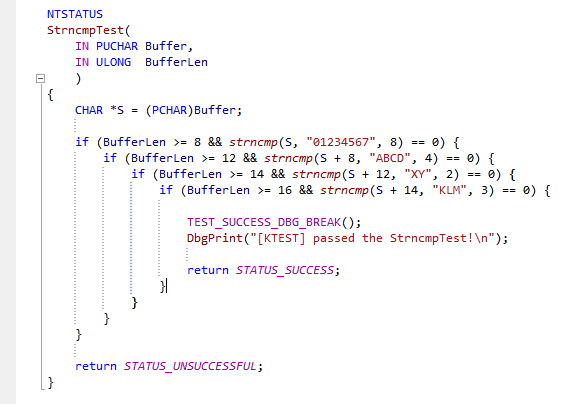 NTSTATUS
StrncmpTest(
    IN PUCHAR Buffer,
    IN ULONG  BufferLen
    )
{
    CHAR *S = (PCHAR)Buffer;

    if (BufferLen >= 8 && strncmp(S, "01234567", 8) == 0) {
        if (BufferLen >= 12 && strncmp(S + 8, "ABCD", 4) == 0) {
            if (BufferLen >= 14 && strncmp(S + 12, "XY", 2) == 0) {
                if (BufferLen >= 16 && strncmp(S + 14, "KLM", 3) == 0) {

                    TEST_SUCCESS_DBG_BREAK();
                    DbgPrint("[KTEST] passed the StrncmpTest!\n");

                    return STATUS_SUCCESS;
                }
            }
        }
    }

    return STATUS_UNSUCCESSFUL;
}